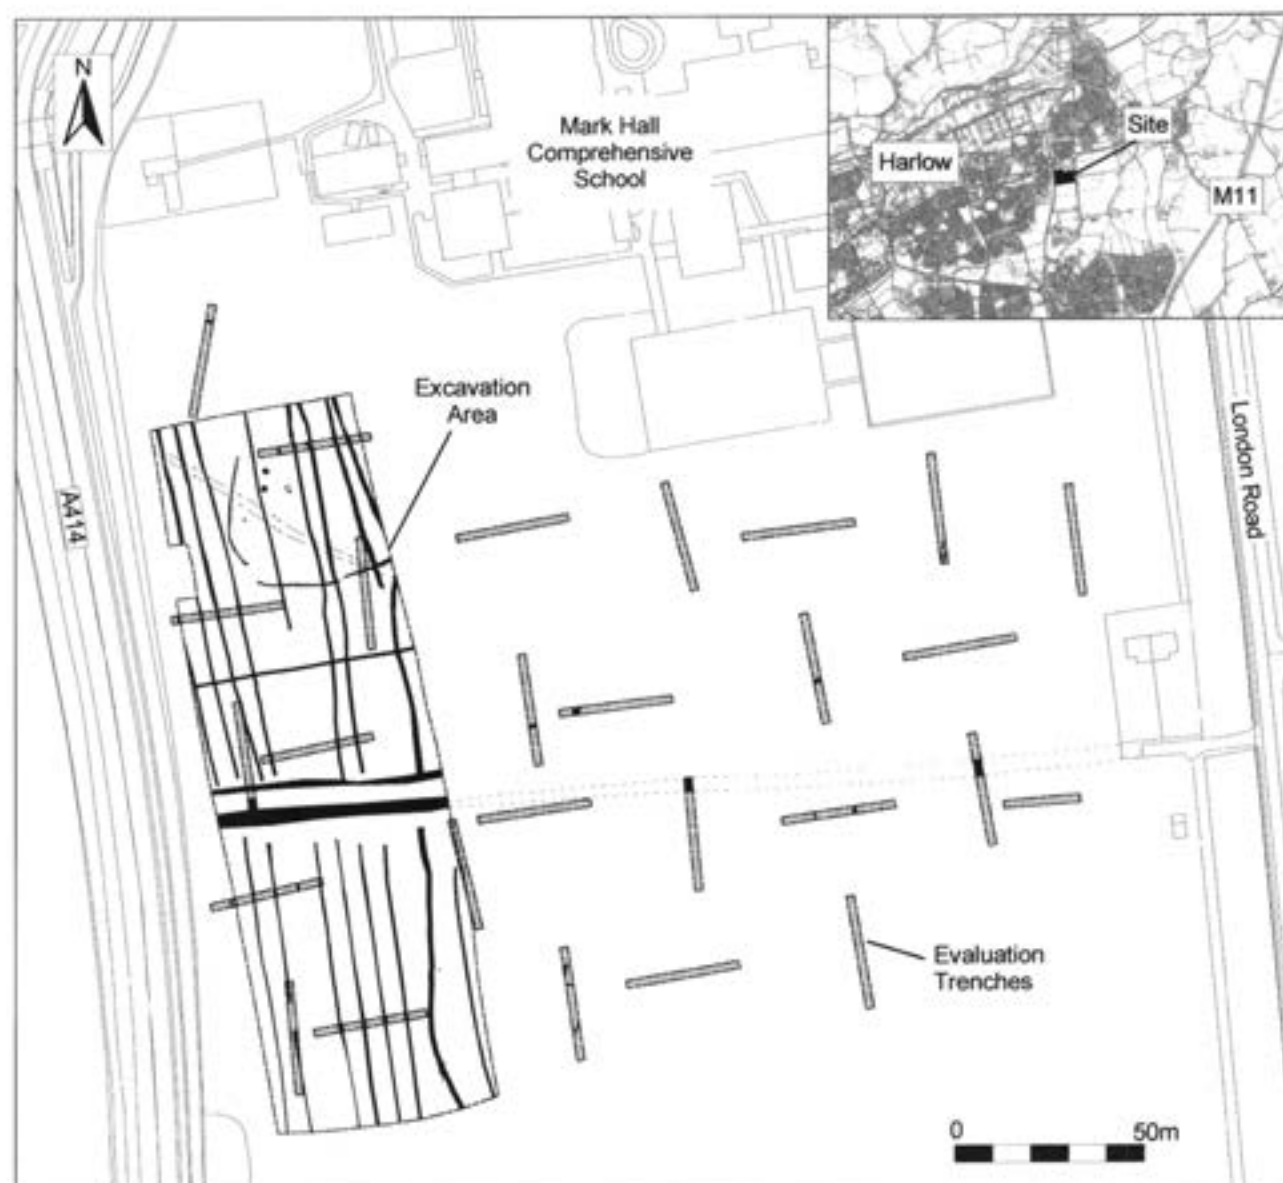 N
Mark Hall
Comprehensive
School
Harlow
Site
M11
Excavation
Area
A414
London Road
Evaluation
Trenches
0
50m